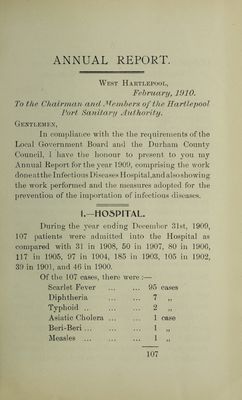 ANNUAL REPORT.
West Hartlepool,
February, 1910.
To the Chairman and Members of the Hartlepool
Port Sanitary Authority.
Gentlemen,
In compliance with the the requirements of the
Local Government Board and the Durham County
Council, I have the honour to present to you my
Annual Report for the year 1909, comprising the work
done at the Infectious Diseases Hospital, and also showing
the work performed and the measures adopted for the
prevention of the importation of infectious diseases.
1.—HOSPITAL.
During the year ending December 31st, 1909,
107 patients were admitted into the Hospital as
compared with 31 in 1908, 50 in 1907, 80 in 1906,
117 in 1905, 97 in 1904, 185 in 1903, 105 in 1902,
39 in 1901, and 46 in 1900.
Of the 107 cases, there were :—
Scarlet Fever ... ... 95 cases
Diphtheria ... ... 7 „
Typhoid .. ... ... 2 „
Asiatic Cholera ... ... 1 case
Beri-Beri ... ... ... 1 „
Measles ... ... ... 1 „
107